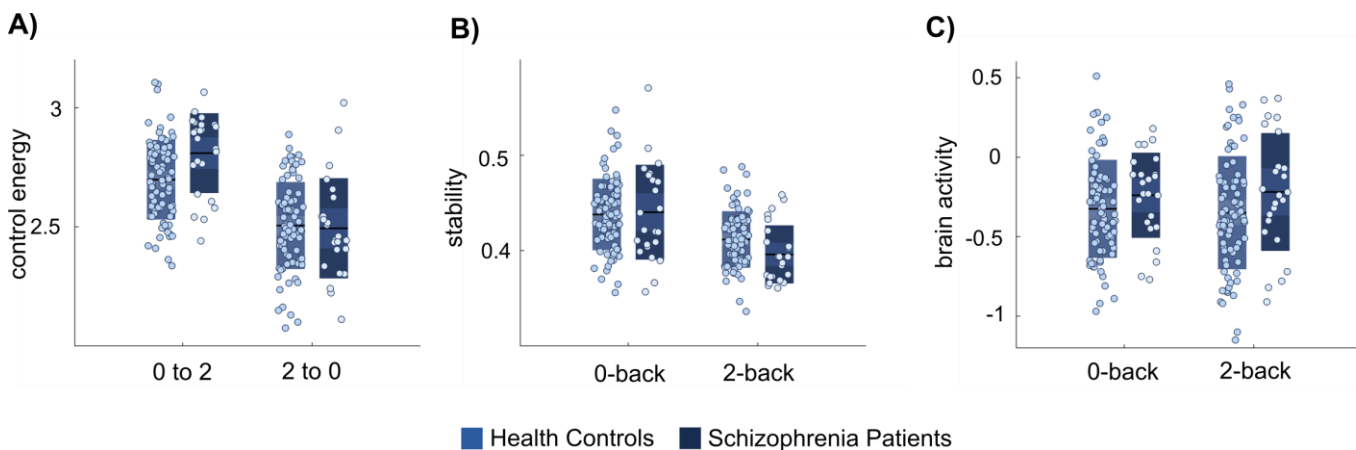 A)
control energy
3
2.5
0 to 2
2 to 0
B)
stability
0.5
0.4
0-back
2-back
C)
brain activity
0.5
0
-0.5
-1
0-back
2-back
Health Controls
Schizophrenia Patients